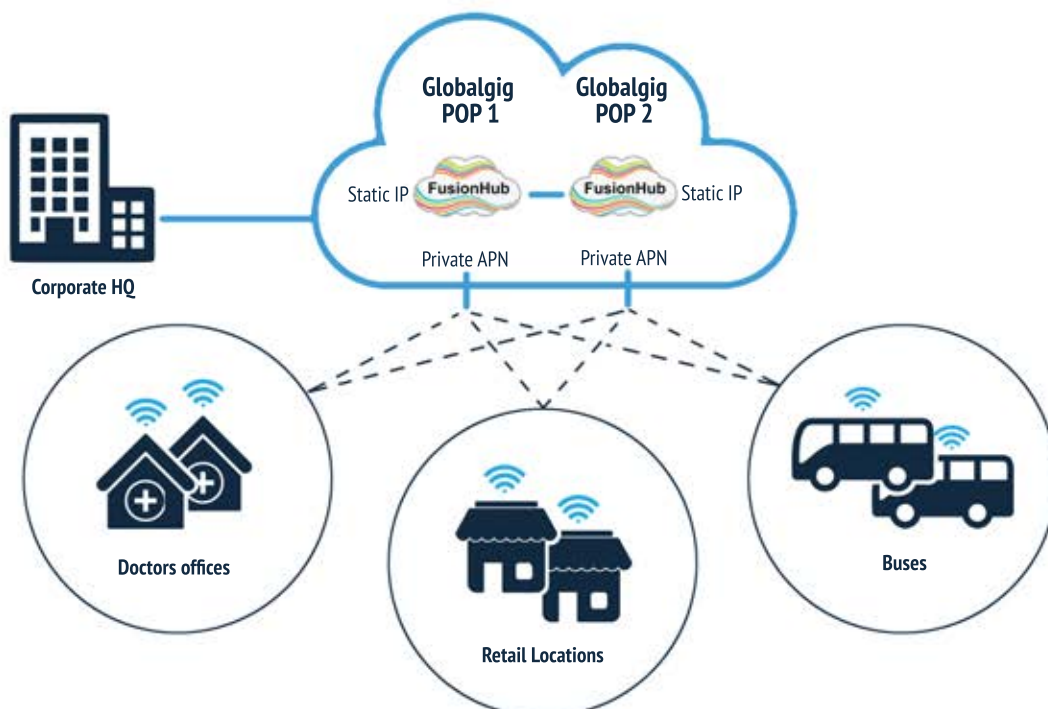 Globalgig
POP 1
Globalgig
POP 2
Static IP
FusionHub
FusionHub
Static IP
Private APN
Private APN
Corporate HQ
Doctors offices
Retail Locations
Buses